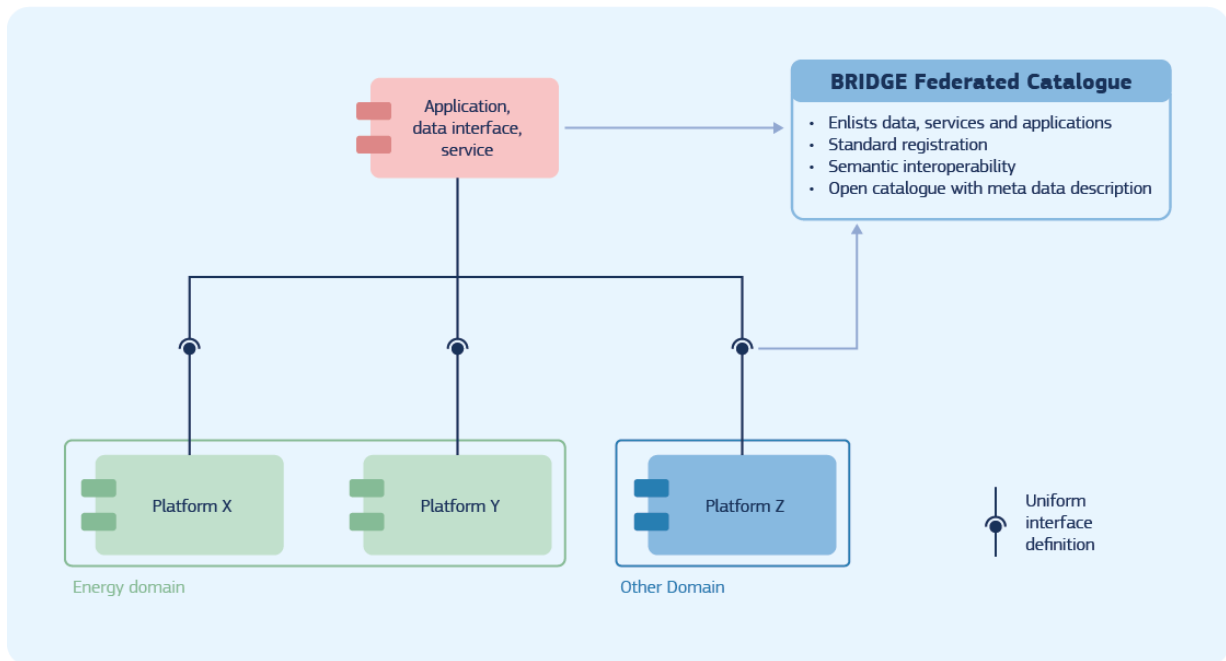 Application,
data interface,
service
BRIDGE Federated Catalogue
• Enlists data, services and applications
• Standard registration
• Semantic interoperability
• Open catalogue with meta data description
Platform X
Platform Y
Platform Z
Energy domain
Other Domain
Uniform
interface
definition